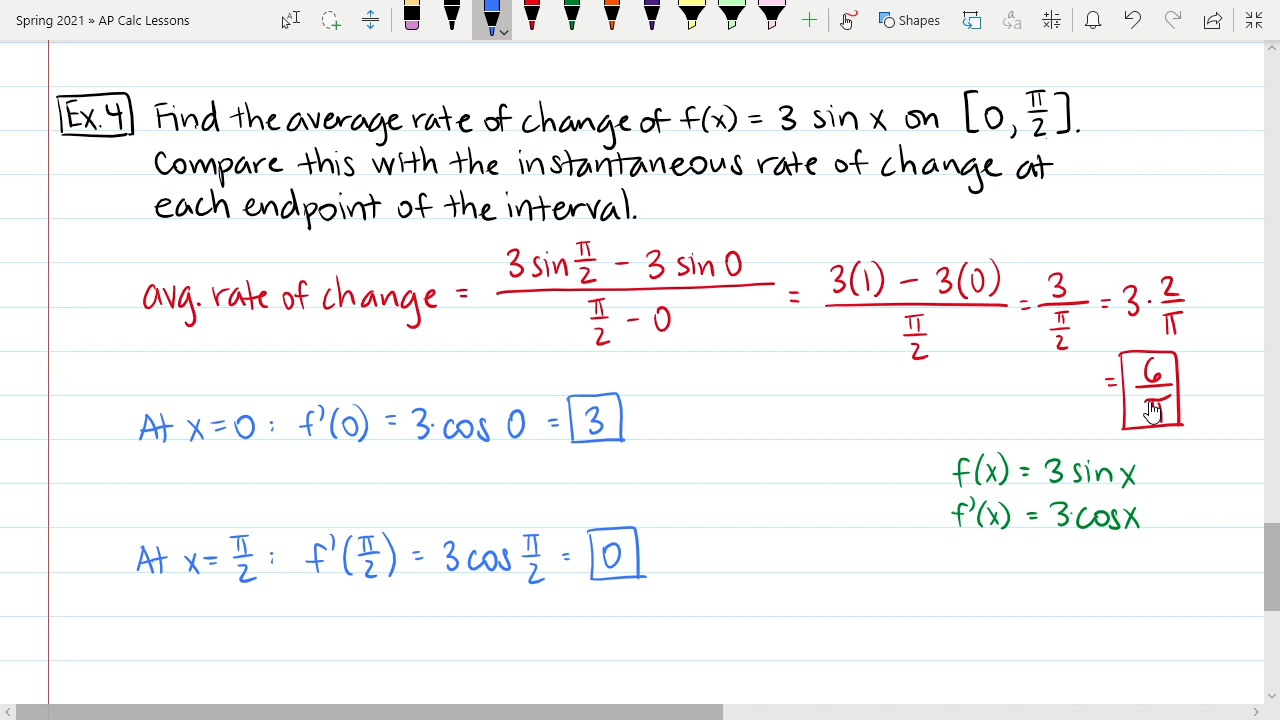 Spring 2021 » AP Calc Lessons
Shapes
Ex.4 Find the average rate of change of f(x) = 3 sin x on [0, π/2].
Compare this with the instantaneous rate of change at
each endpoint of the interval.
avg. rate of change = (3 sin π/2 − 3 sin 0)/(π/2 − 0) = (3(1) − 3(0))/(π/2) = 3/(π/2) = 3 · 2/π
= 6/π
At x=0: f'(0) = 3·cos 0 = 3
f(x) = 3 sin x
f'(x) = 3·cos x
At x = π/2 : f'(π/2) = 3 cos π/2 = 0